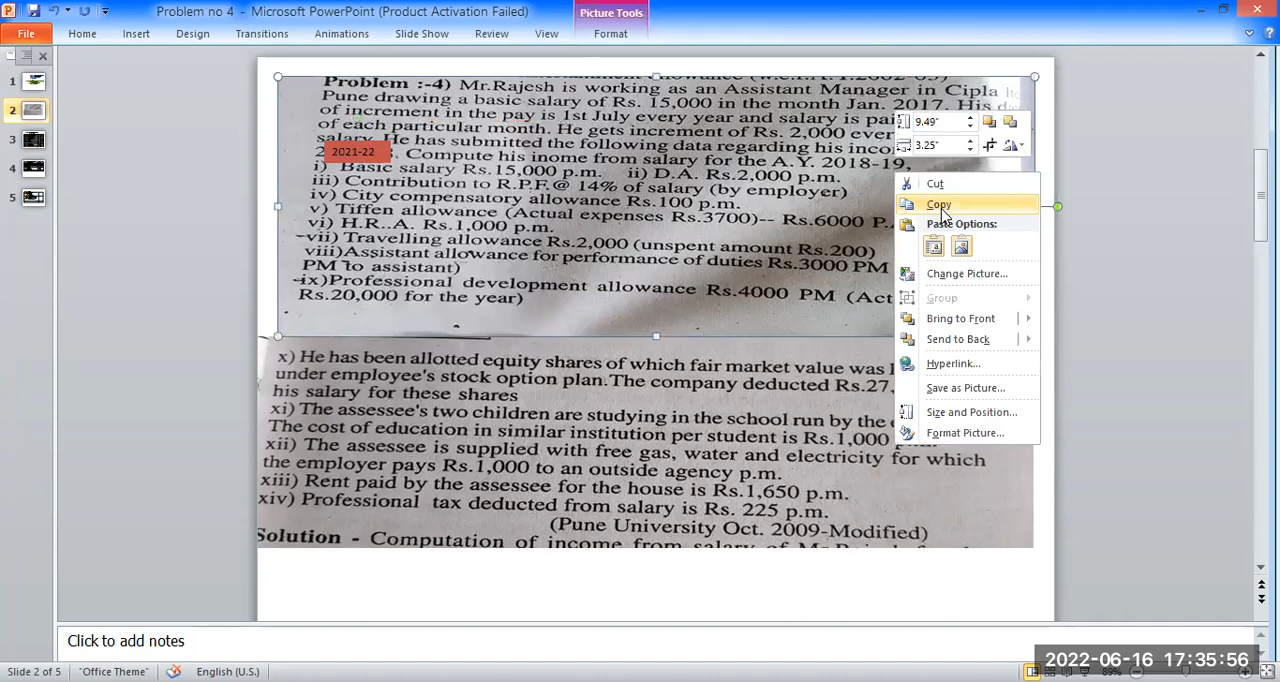 Problem no 4 - Microsoft PowerPoint (Product Activation Failed)
Picture Tools
File Home Insert Design Transitions Animations Slide Show Review View Format
1
2
3
4
5
Problem :-4) Mr.Rajesh is working as an Assistant Manager in Cipla
Pune drawing a basic salary of Rs. 15,000 in the month Jan. 2017. His
of increment in the pay is 1st July every year and salary is
of each particular month. He gets increment of Rs. 2,000
salary. He has submitted the following data regarding his
2021-22
Compute his inome from salary for the A.Y. 2018-19,
i) Basic salary Rs.15,000 p.m. ii) D.A. Rs.2,000 p.m.
iii) Contribution to R.P.F.@ 14% of salary (by employer)
iv) City compensatory allowance Rs.100 p.m.
v) Tiffen allowance (Actual expenses Rs.3700)-- Rs.6000 P.A.
vi) H.R..A. Rs.1,000 p.m.
vii) Travelling allowance Rs.2,000 (unspent amount Rs.200)
viii)Assistant allowance for performance of duties Rs.3000 PM
PM to assistant)
ix)Professional development allowance Rs.4000 PM
Rs.20,000 for the year)
x) He has been allotted equity shares of which fair market value was
under employee's stock option plan.The company deducted Rs.27,
his salary for these shares
xi) The assessee's two children are studying in the school run by the
The cost of education in similar institution per student is Rs.1,000
xii) The assessee is supplied with free gas, water and electricity for which
the employer pays Rs.1,000 to an outside agency p.m.
xiii) Rent paid by the assessee for the house is Rs.1,650 p.m.
xiv) Professional tax deducted from salary is Rs. 225 p.m.
(Pune University Oct. 2009-Modified)
Solution - Computation of income from salary of
9.49"
3.25"
Cut
Copy
Paste Options:
Change Picture...
Group
Bring to Front
Send to Back
Hyperlink...
Save as Picture...
Size and Position...
Format Picture...
Click to add notes
Slide 2 of 5 "Office Theme" English (U.S.) 89%
2022-06-16 17:35:56